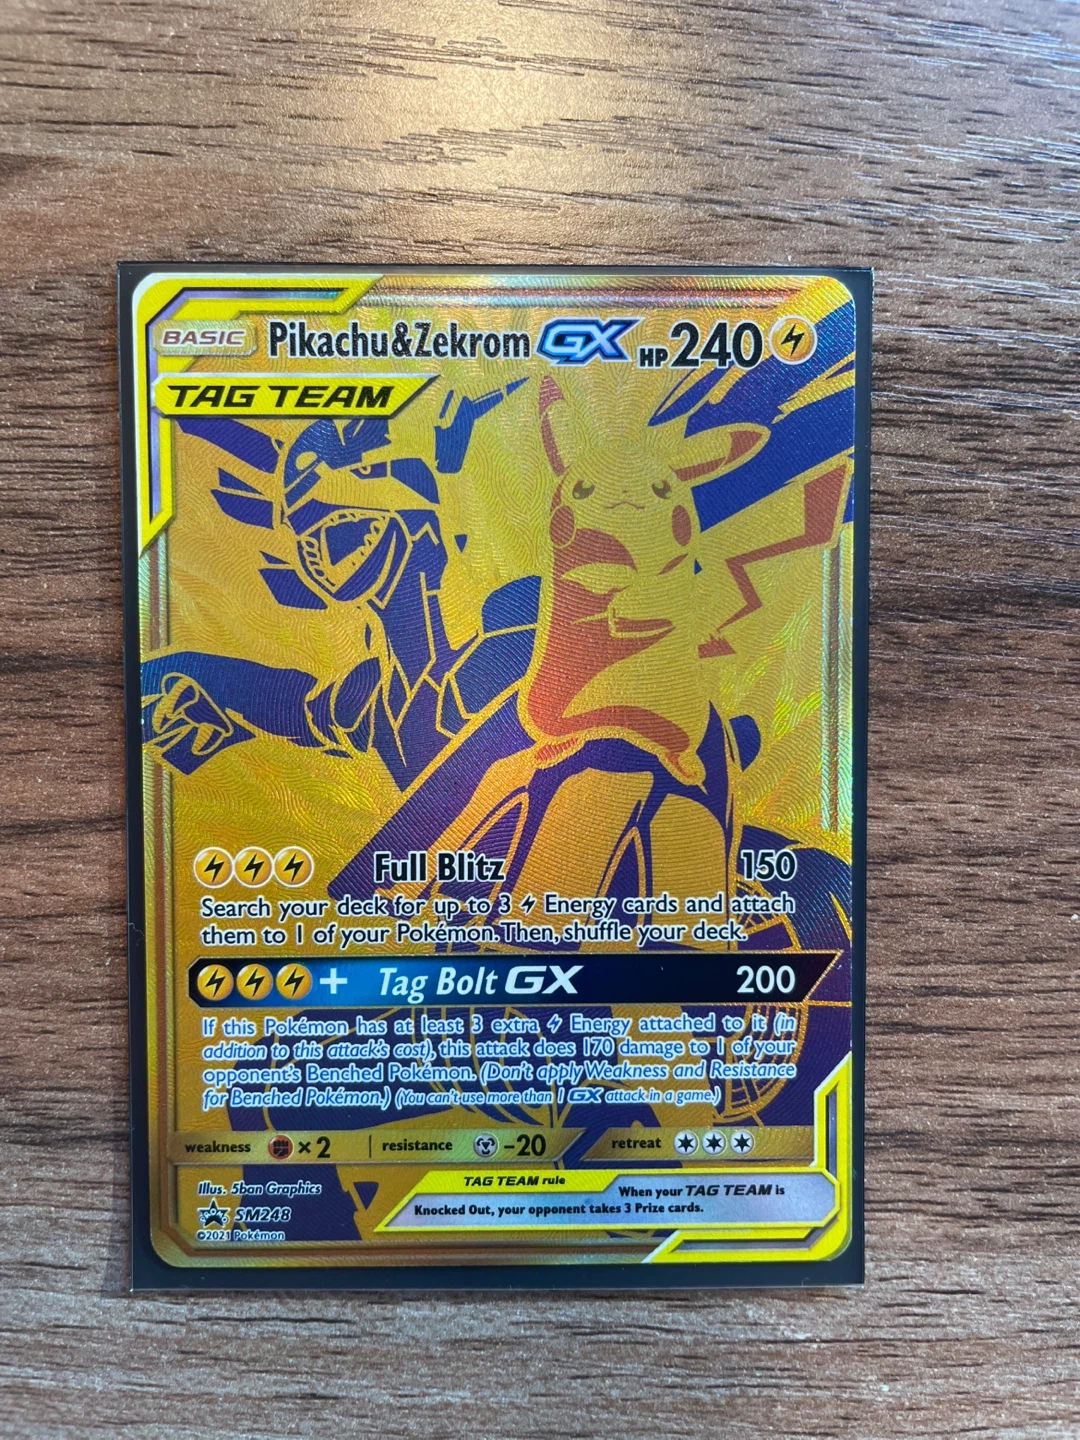 BASIC Pikachu&Zekrom GX HP 240
TAG TEAM
Full Blitz 150
Search your deck for up to 3 Energy cards and attach
them to 1 of your Pokémon. Then, shuffle your deck.
+ Tag Bolt GX 200
If this Pokémon has at least 3 extra Energy attached to it (in
addition to this attack's cost), this attack does 170 damage to 1 of your
opponent's Benched Pokémon. (Don't apply Weakness and Resistance
for Benched Pokémon.) (You can't use more than 1 GX attack in a game.)
weakness ×2 resistance -20 retreat
Illus. 5ban Graphics
SM248
©2021 Pokémon
TAG TEAM rule
When your TAG TEAM is
Knocked Out, your opponent takes 3 Prize cards.